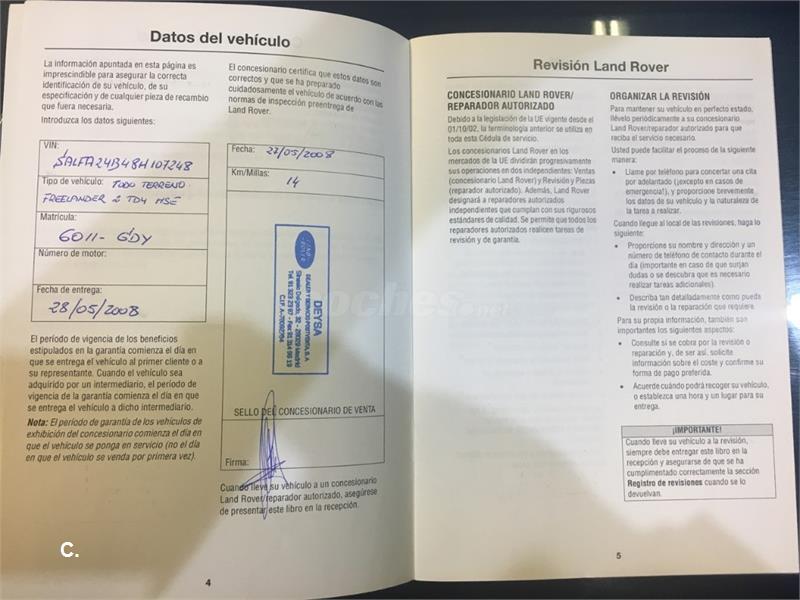 Datos del vehículo
La información apuntada en esta página es
imprescindible para asegurar la correcta
identificación de su vehículo, de su
especificación y de cualquier pieza de recambio
que fuera necesaria.
Introduzca los datos siguientes:
VIN:
SALFA24B48H107248
Tipo de vehículo: TODO TERRENO
FREELANDER 2 TD4 HSE
Matrícula:
6011-GDY
Número de motor:
Fecha de entrega:
28/05/2008
El período de vigencia de los beneficios
estipulados en la garantía comienza el día en
que se entrega el vehículo al primer cliente o a
su representante. Cuando el vehículo sea
adquirido por un intermediario, el período de
vigencia de la garantía comienza el día en que
se entrega el vehículo a dicho intermediario.
Nota: El período de garantía de los vehículos de
exhibición del concesionario comienza el día en
que el vehículo se ponga en servicio (no el día
en que el vehículo se venda por primera vez).
El concesionario certifica que estos datos son
correctos y que se ha preparado
cuidadosamente el vehículo de acuerdo con las
normas de inspección preentrega de
Land Rover.
Fecha: 27/05/2008
Km/Millas:
14
DEYSA
SELLO DEL CONCESIONARIO DE VENTA
Firma:
Cuando lleve su vehículo a un concesionario
Land Rover/reparador autorizado, asegúrese
de presentar este libro en la recepción.
C.
4
Revisión Land Rover
CONCESIONARIO LAND ROVER/
REPARADOR AUTORIZADO
Debido a la legislación de la UE vigente desde el
01/10/02, la terminología anterior se utiliza en
toda esta Cédula de servicio.
Los concesionarios Land Rover en los
mercados de la UE dividirán progresivamente
sus operaciones en dos independientes: Ventas
(concesionario Land Rover) y Revisión y Piezas
(reparador autorizado). Además, Land Rover
designará a reparadores autorizados
independientes que cumplan con sus rigurosos
estándares de calidad. Se permite que todos los
reparadores autorizados realicen tareas de
revisión y de garantía.
ORGANIZAR LA REVISIÓN
Para mantener su vehículo en perfecto estado,
llévelo periódicamente a su concesionario
Land Rover/reparador autorizado para que
reciba el servicio necesario.
Usted puede facilitar el proceso de la siguiente
manera:
• Llame por teléfono para concertar una cita
por adelantado (¡excepto en casos de
emergencia!), y proporcione brevemente
los datos de su vehículo y la naturaleza de
la tarea a realizar.
Cuando llegue al local de las revisiones, haga lo
siguiente:
• Proporcione su nombre y dirección y un
número de teléfono de contacto durante el
día (importante en caso de que surjan
dudas o se descubra que es necesario
realizar tareas adicionales).
• Describa tan detalladamente como pueda
la revisión o la reparación que requiere.
Para su propia información, también son
importantes los siguientes aspectos:
• Consulte si se cobra por la revisión o
reparación y, de ser así, solicite
información sobre el coste y confirme su
forma de pago preferida.
• Acuerde cuándo podrá recoger su vehículo,
o establezca una hora y un lugar para su
entrega.
¡IMPORTANTE!
Cuando lleve su vehículo a la revisión,
siempre deberá entregar este libro en la
recepción y asegurarse de que se ha
cumplimentado correctamente la sección
Registro de revisiones cuando se lo
devuelvan.
5